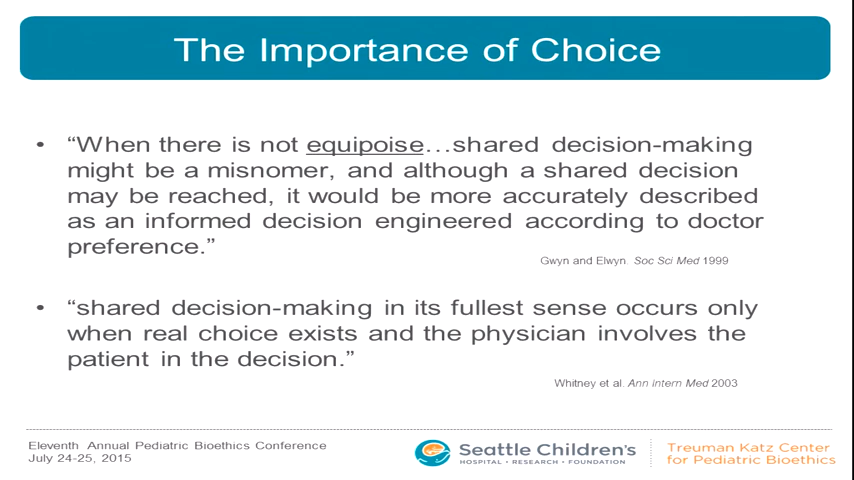 The Importance of Choice
• “When there is not equipoise…shared decision-making
might be a misnomer, and although a shared decision
may be reached, it would be more accurately described
as an informed decision engineered according to doctor
preference.”
Gwyn and Elwyn. Soc Sci Med 1999
• “shared decision-making in its fullest sense occurs only
when real choice exists and the physician involves the
patient in the decision.”
Whitney et al. Ann intern Med 2003
Eleventh Annual Pediatric Bioethics Conference
July 24-25, 2015
Seattle Children's
HOSPITAL • RESEARCH • FOUNDATION
Treuman Katz Center
for Pediatric Bioethics